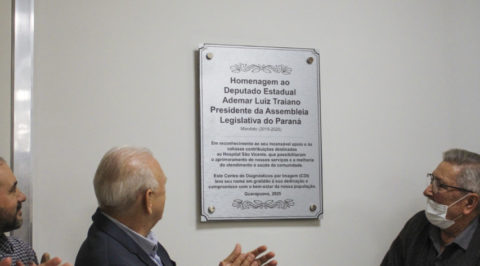 Homenagem ao
Deputado Estadual
Ademar Luiz Traiano
Presidente da Assembleia
Legislativa do Paraná
Mandato (2019-2025)
Em reconhecimento ao seu incansável apoio e às
valiosas contribuições destinadas
ao Hospital São Vicente, que possibilitaram
o aprimoramento de nossos serviços e a melhoria
do atendimento à saúde da comunidade.
Este Centro de Diagnósticos por Imagem (CDI)
leva seu nome em gratidão à sua dedicação e
compromisso com o bem-estar da nossa população.
Guarapuava, 2025